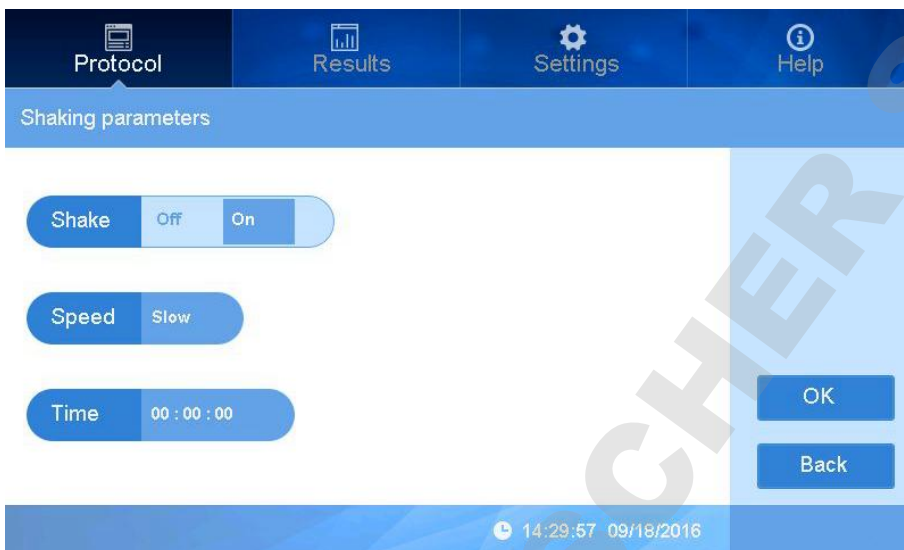 Protocol Results Settings Help
Shaking parameters
Shake Off On
Speed Slow
Time 00 : 00 : 00
OK
Back
14:29:57 09/18/2016